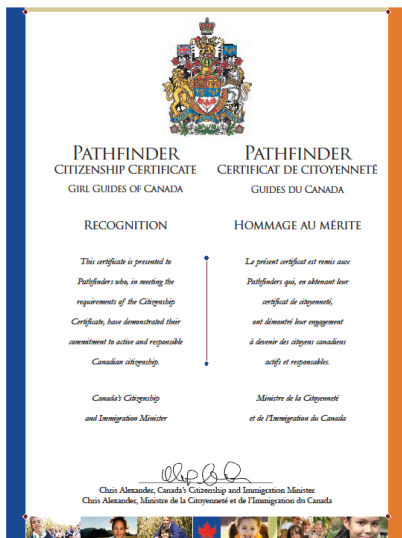 PATHFINDER
CITIZENSHIP CERTIFICATE
GIRL GUIDES OF CANADA
RECOGNITION
This certificate is presented to
Pathfinders who, in meeting the
requirements of the Citizenship
Certificate, have demonstrated their
commitment to active and responsible
Canadian citizenship.
Canada's Citizenship
and Immigration Minister
PATHFINDER
CERTIFICAT DE CITOYENNETÉ
GUIDES DU CANADA
HOMMAGE AU MÉRITE
Le présent certificat est remis aux
Pathfinders qui, en obtenant leur
certificat de citoyenneté,
ont démontré leur engagement
à devenir des citoyens canadiens
actifs et responsables.
Ministre de la Citoyenneté
et de l'Immigration du Canada
Chris Alexander, Canada's Citizenship and Immigration Minister
Chris Alexander, Ministre de la Citoyenneté et de l'Immigration du Canada